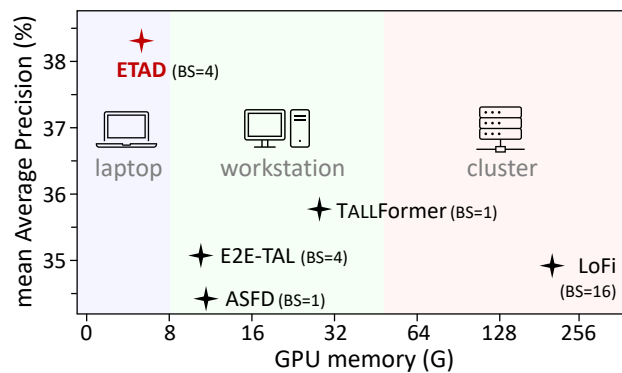 mean Average Precision (%)
38
37
36
35
ETAD (BS=4)
laptop
workstation
cluster
TALLFormer (BS=1)
E2E-TAL (BS=4)
LoFi
(BS=16)
ASFD (BS=1)
0 8 16 32 64 128 256
GPU memory (G)